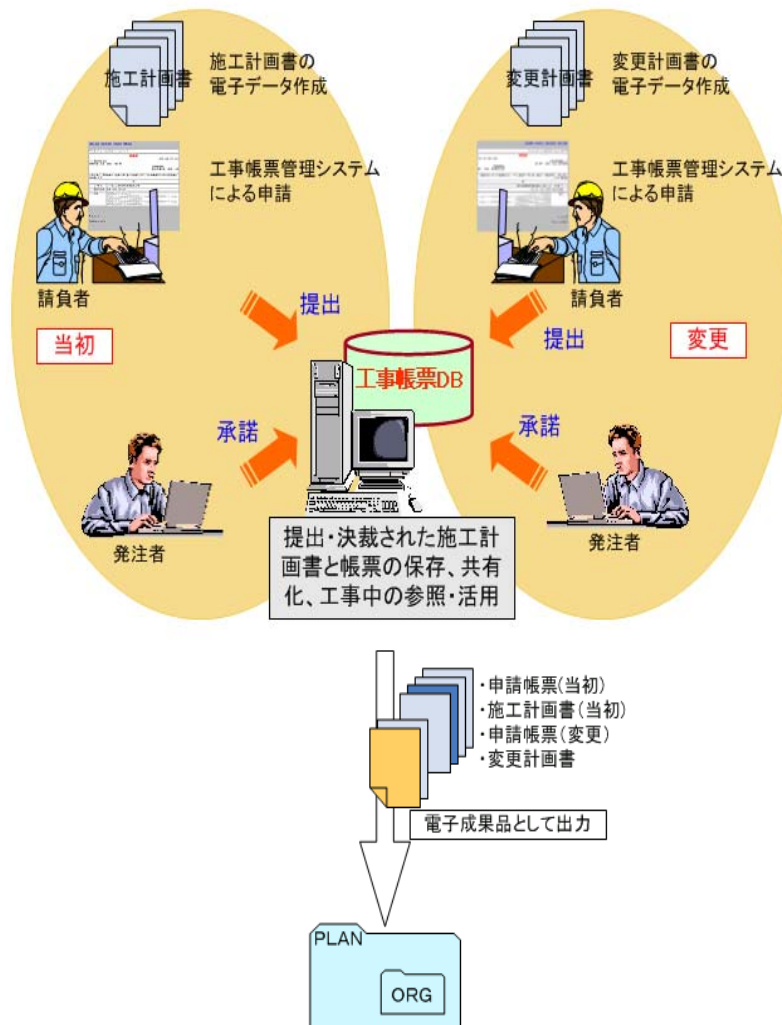 施工計画書
施工計画書の
電子データ作成
工事帳票管理システム
による申請
請負者
提出
当初
承諾
発注者
変更計画書
変更計画書の
電子データ作成
工事帳票管理システム
による申請
請負者
提出
変更
承諾
発注者
工事帳票DB
提出・決裁された施工計
画書と帳票の保存、共有
化、工事中の参照・活用
・申請帳票(当初)
・施工計画書(当初)
・申請帳票(変更)
・変更計画書
電子成果品として出力
PLAN
ORG